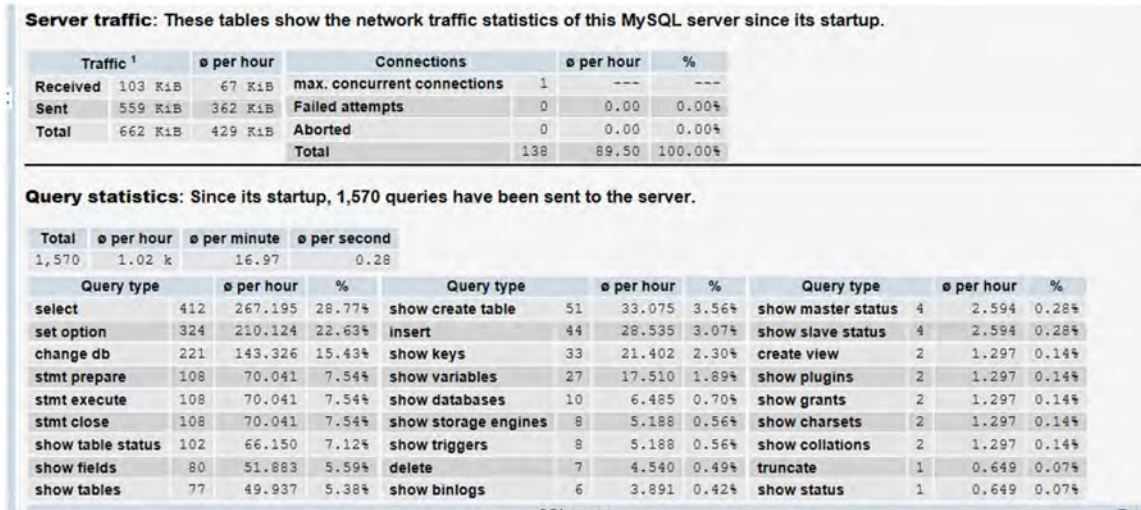 Server traffic: These tables show the network traffic statistics of this MySQL server since its startup.
Traffic 1 ø per hour Connections ø per hour %
Received 103 KiB 67 KiB max. concurrent connections 1 --- ---
Sent 559 KiB 362 KiB Failed attempts 0 0.00 0.00%
Total 662 KiB 429 KiB Aborted 0 0.00 0.00%
Total 138 89.50 100.00%
Query statistics: Since its startup, 1,570 queries have been sent to the server.
Total ø per hour ø per minute ø per second
1,570 1.02 k 16.97 0.28
Query type ø per hour % Query type ø per hour % Query type ø per hour %
select 412 267.195 28.77% show create table 51 33.075 3.56% show master status 4 2.594 0.28%
set option 324 210.124 22.63% insert 44 28.535 3.07% show slave status 4 2.594 0.28%
change db 221 143.326 15.43% show keys 33 21.402 2.30% create view 2 1.297 0.14%
stmt prepare 108 70.041 7.54% show variables 27 17.510 1.89% show plugins 2 1.297 0.14%
stmt execute 108 70.041 7.54% show databases 10 6.485 0.70% show grants 2 1.297 0.14%
stmt close 108 70.041 7.54% show storage engines 8 5.188 0.56% show charsets 2 1.297 0.14%
show table status 102 66.150 7.12% show triggers 8 5.188 0.56% show collations 2 1.297 0.14%
show fields 80 51.883 5.59% delete 7 4.540 0.49% truncate 1 0.649 0.07%
show tables 77 49.937 5.38% show binlogs 6 3.891 0.42% show status 1 0.649 0.07%